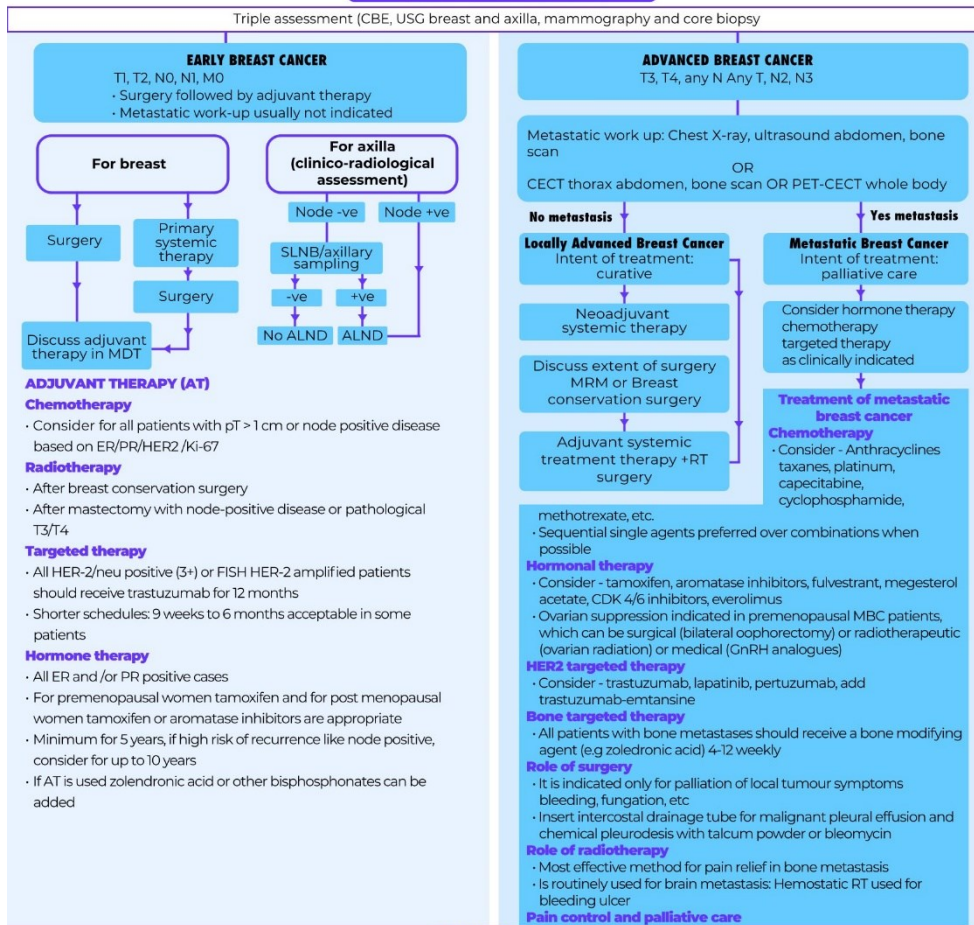 Triple assessment (CBE, USG breast and axilla, mammography and core biopsy
EARLY BREAST CANCER
T1, T2, N0, N1, M0
• Surgery followed by adjuvant therapy
• Metastatic work-up usually not indicated
For breast
Surgery
Primary
systemic
therapy
Surgery
Discuss adjuvant
therapy in MDT
For axilla
(clinico-radiological
assessment)
Node -ve
Node +ve
SLNB/axillary
sampling
-ve
+ve
No ALND
ALND
ADJUVANT THERAPY (AT)
Chemotherapy
• Consider for all patients with pT > 1 cm or node positive disease
based on ER/PR/HER2 /Ki-67
Radiotherapy
• After breast conservation surgery
• After mastectomy with node-positive disease or pathological
T3/T4
Targeted therapy
• All HER-2/neu positive (3+) or FISH HER-2 amplified patients
should receive trastuzumab for 12 months
• Shorter schedules: 9 weeks to 6 months acceptable in some
patients
Hormone therapy
• All ER and /or PR positive cases
• For premenopausal women tamoxifen and for post menopausal
women tamoxifen or aromatase inhibitors are appropriate
• Minimum for 5 years, if high risk of recurrence like node positive,
consider for up to 10 years
• If AT is used zolendronic acid or other bisphosphonates can be
added
ADVANCED BREAST CANCER
T3, T4, any N Any T, N2, N3
Metastatic work up: Chest X-ray, ultrasound abdomen, bone
scan
OR
CECT thorax abdomen, bone scan OR PET-CECT whole body
No metastasis
Yes metastasis
Locally Advanced Breast Cancer
Intent of treatment:
curative
Neoadjuvant
systemic therapy
Discuss extent of surgery
MRM or Breast
conservation surgery
Adjuvant systemic
treatment therapy +RT
surgery
Metastatic Breast Cancer
Intent of treatment:
palliative care
Consider hormone therapy
chemotherapy
targeted therapy
as clinically indicated
Treatment of metastatic
breast cancer
Chemotherapy
• Consider - Anthracyclines
taxanes, platinum,
capecitabine,
cyclophosphamide,
methotrexate, etc.
• Sequential single agents preferred over combinations when
possible
Hormonal therapy
• Consider - tamoxifen, aromatase inhibitors, fulvestrant, megesterol
acetate, CDK 4/6 inhibitors, everolimus
• Ovarian suppression indicated in premenopausal MBC patients,
which can be surgical (bilateral oophorectomy) or radiotherapeutic
(ovarian radiation) or medical (GnRH analogues)
HER2 targeted therapy
• Consider - trastuzumab, lapatinib, pertuzumab, add
trastuzumab-emtansine
Bone targeted therapy
• All patients with bone metastases should receive a bone modifying
agent (e.g zoledronic acid) 4-12 weekly
Role of surgery
• It is indicated only for palliation of local tumour symptoms
bleeding, fungation, etc
• Insert intercostal drainage tube for malignant pleural effusion and
chemical pleurodesis with talcum powder or bleomycin
Role of radiotherapy
• Most effective method for pain relief in bone metastasis
• Is routinely used for brain metastasis: Hemostatic RT used for
bleeding ulcer
Pain control and palliative care